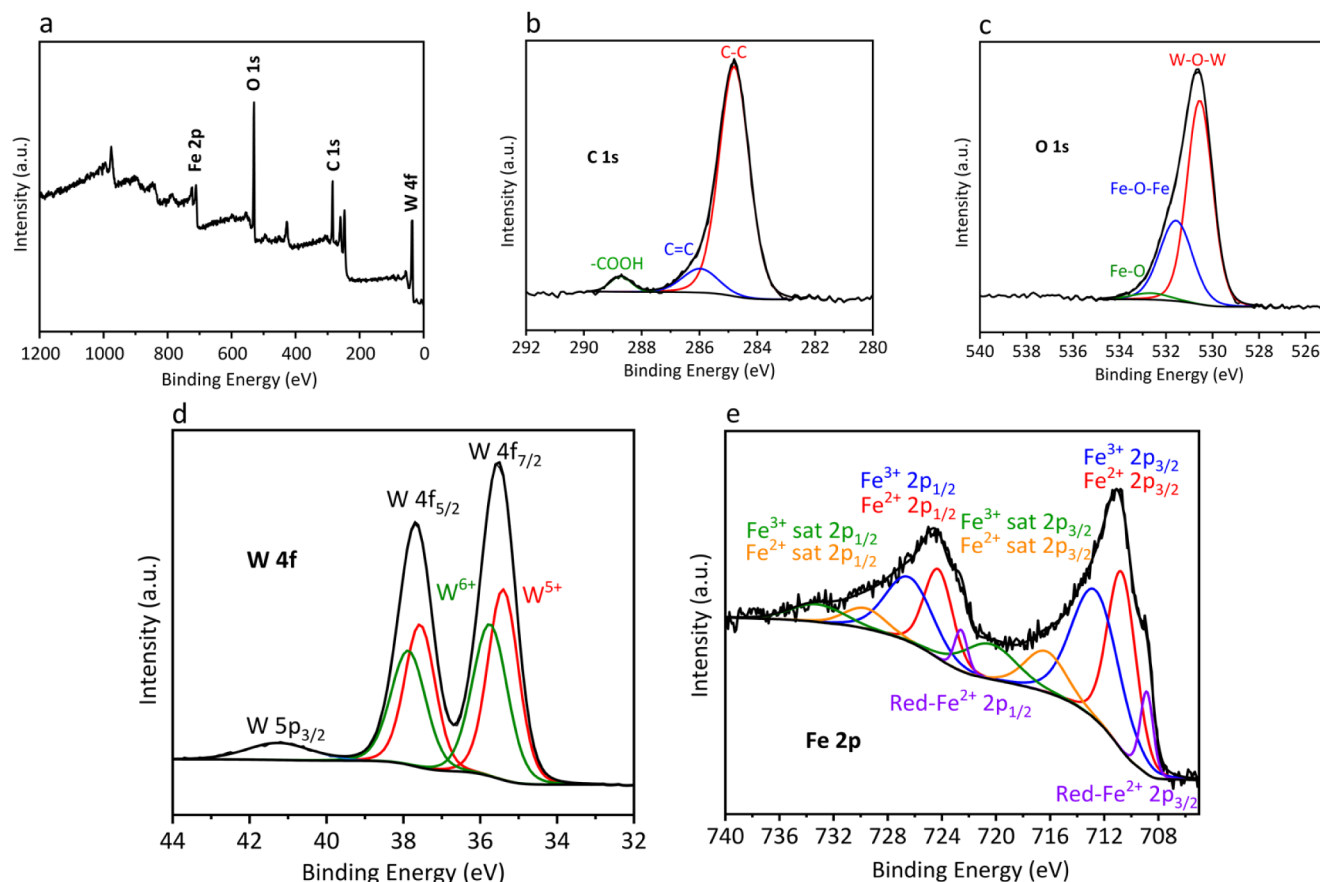 a
Intensity (a.u.)
Fe 2p
O 1s
C 1s
W 4f
1200 1000 800 600 400 200 0
Binding Energy (eV)
b
Intensity (a.u.)
C 1s
C-C
C=C
-COOH
292 290 288 286 284 282 280
Binding Energy (eV)
c
Intensity (a.u.)
O 1s
W-O-W
Fe-O-Fe
Fe-O
540 538 536 534 532 530 528 526
Binding Energy (eV)
d
Intensity (a.u.)
W 4f
W 4f7/2
W 4f5/2
W6+
W5+
W 5p3/2
44 42 40 38 36 34 32
Binding Energy (eV)
e
Intensity (a.u.)
Fe3+ 2p3/2
Fe2+ 2p3/2
Fe3+ 2p1/2
Fe2+ 2p1/2
Fe3+ sat 2p1/2
Fe2+ sat 2p1/2
Fe3+ sat 2p3/2
Fe2+ sat 2p3/2
Red-Fe2+ 2p1/2
Fe 2p
Red-Fe2+ 2p3/2
740 736 732 728 724 720 716 712 708
Binding Energy (eV)